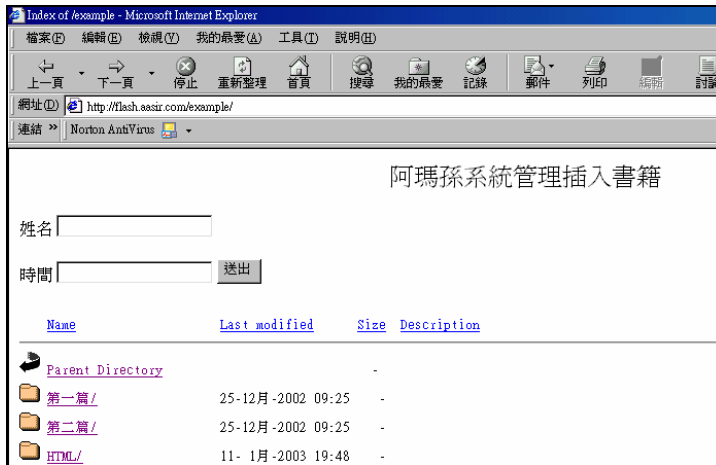 Index of /example - Microsoft Internet Explorer
檔案(F) 編輯(E) 檢視(V) 我的最愛(A) 工具(T) 說明(H)
上一頁 下一頁 停止 重新整理 首頁 搜尋 我的最愛 記錄 郵件 列印 編輯
網址(D) http://flash.aasir.com/example/
連結 » Norton AntiVirus
阿瑪孫系統管理插入書籍
姓名
時間 送出
Name Last modified Size Description
Parent Directory -
第一篇/ 25-12月-2002 09:25 -
第二篇/ 25-12月-2002 09:25 -
HTML/ 11- 1月-2003 19:48 -